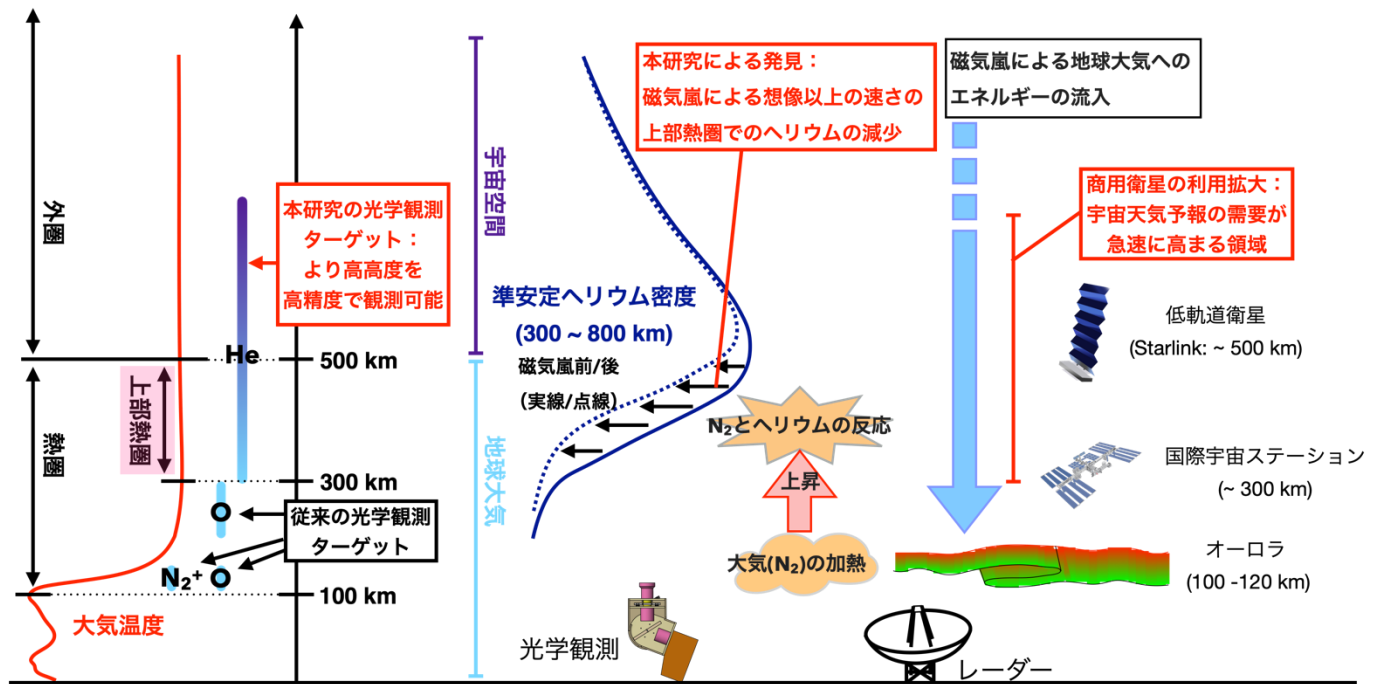 外圏
熱圏
上部熱圏
大気温度
He
本研究の光学観測
ターゲット：
より高高度を
高精度で観測可能
500 km
300 km
100 km
O
従来の光学観測
ターゲット
N₂⁺
O
宇宙空間
地球大気
準安定ヘリウム密度
(300 ~ 800 km)
磁気嵐前/後
（実線/点線）
本研究による発見：
磁気嵐による想像以上の速さの
上部熱圏でのヘリウムの減少
N₂とヘリウムの反応
上昇
大気(N₂)の加熱
光学観測
磁気嵐による地球大気への
エネルギーの流入
商用衛星の利用拡大：
宇宙天気予報の需要が
急速に高まる領域
低軌道衛星
(Starlink: ~ 500 km)
国際宇宙ステーション
(~ 300 km)
オーロラ
(100 -120 km)
レーダー